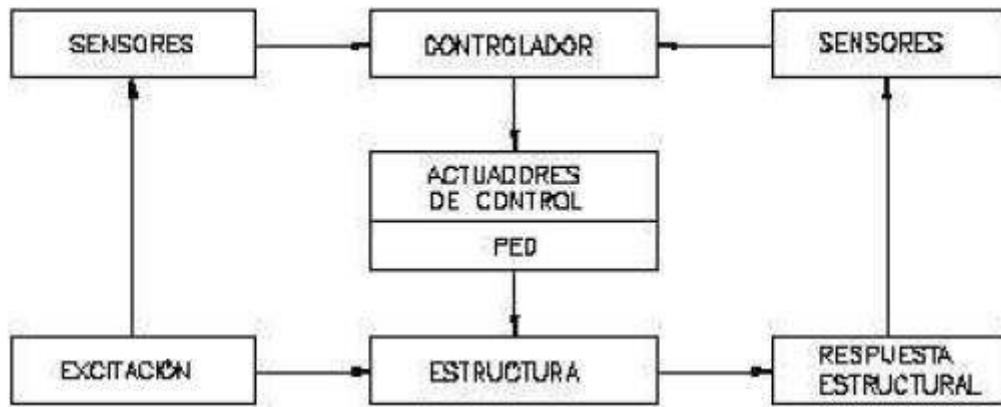 SENSORES
CONTROLADOR
SENSORES
ACTUADORES
DE CONTROL
PED
EXCITACIÓN
ESTRUCTURA
RESPUESTA
ESTRUCTURAL